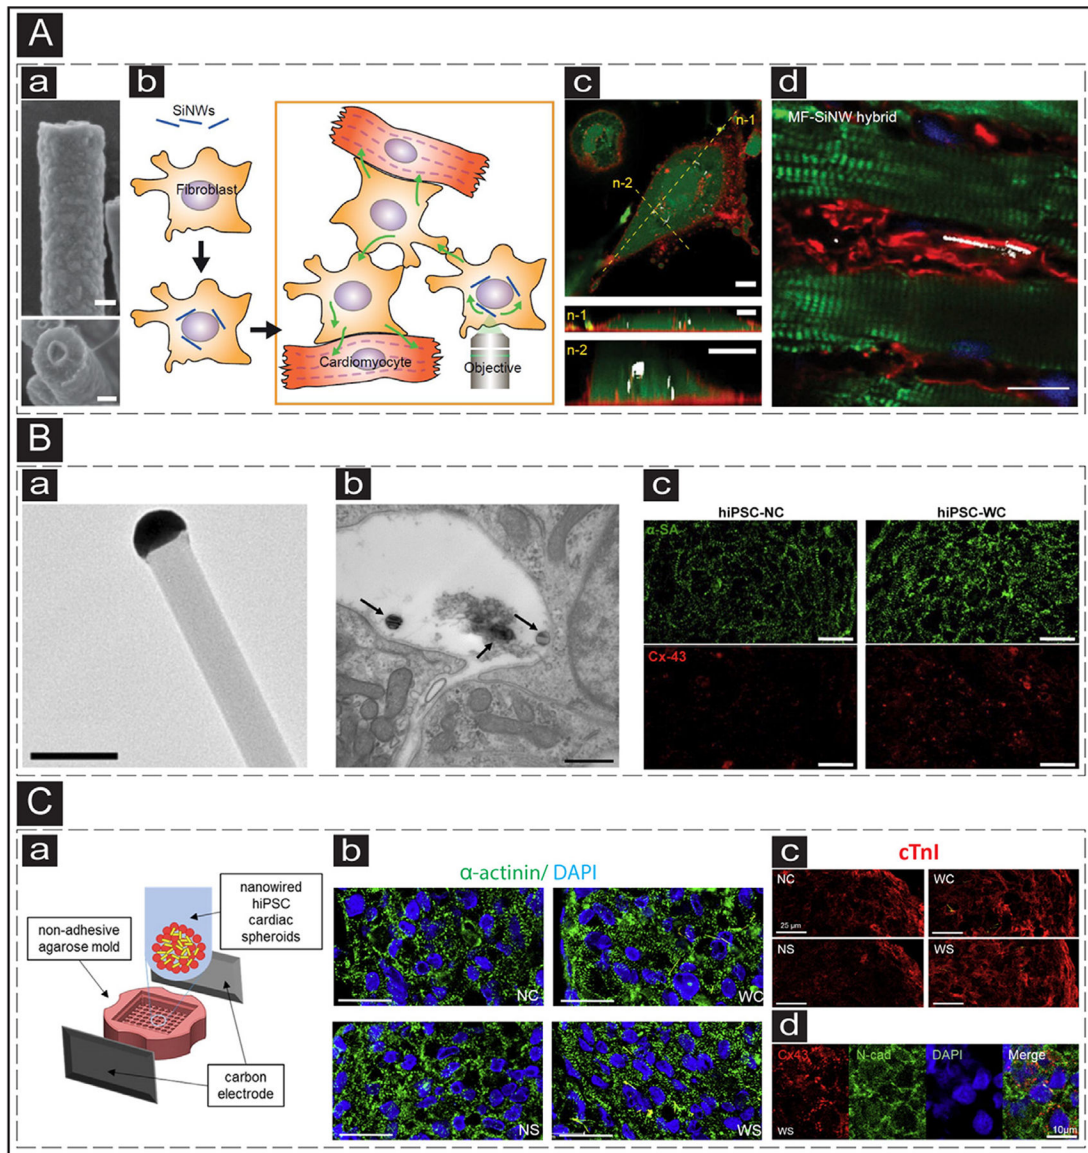 A
a
b
SiNWs
Fibroblast
Cardiomyocyte
Objective
c
n-1
n-2
n-1
n-2
d
MF-SiNW hybrid
B
a
b
c
hiPSC-NC
hiPSC-WC
α-SA
Cx-43
C
a
nanowired
hiPSC
cardiac
spheroids
non-adhesive
agarose mold
carbon
electrode
b
α-actinin/ DAPI
NC
WC
NS
WS
c
cTnI
NC
WC
25 μm
NS
WS
d
Cx43
N-cad
DAPI
Merge
WS
10μm